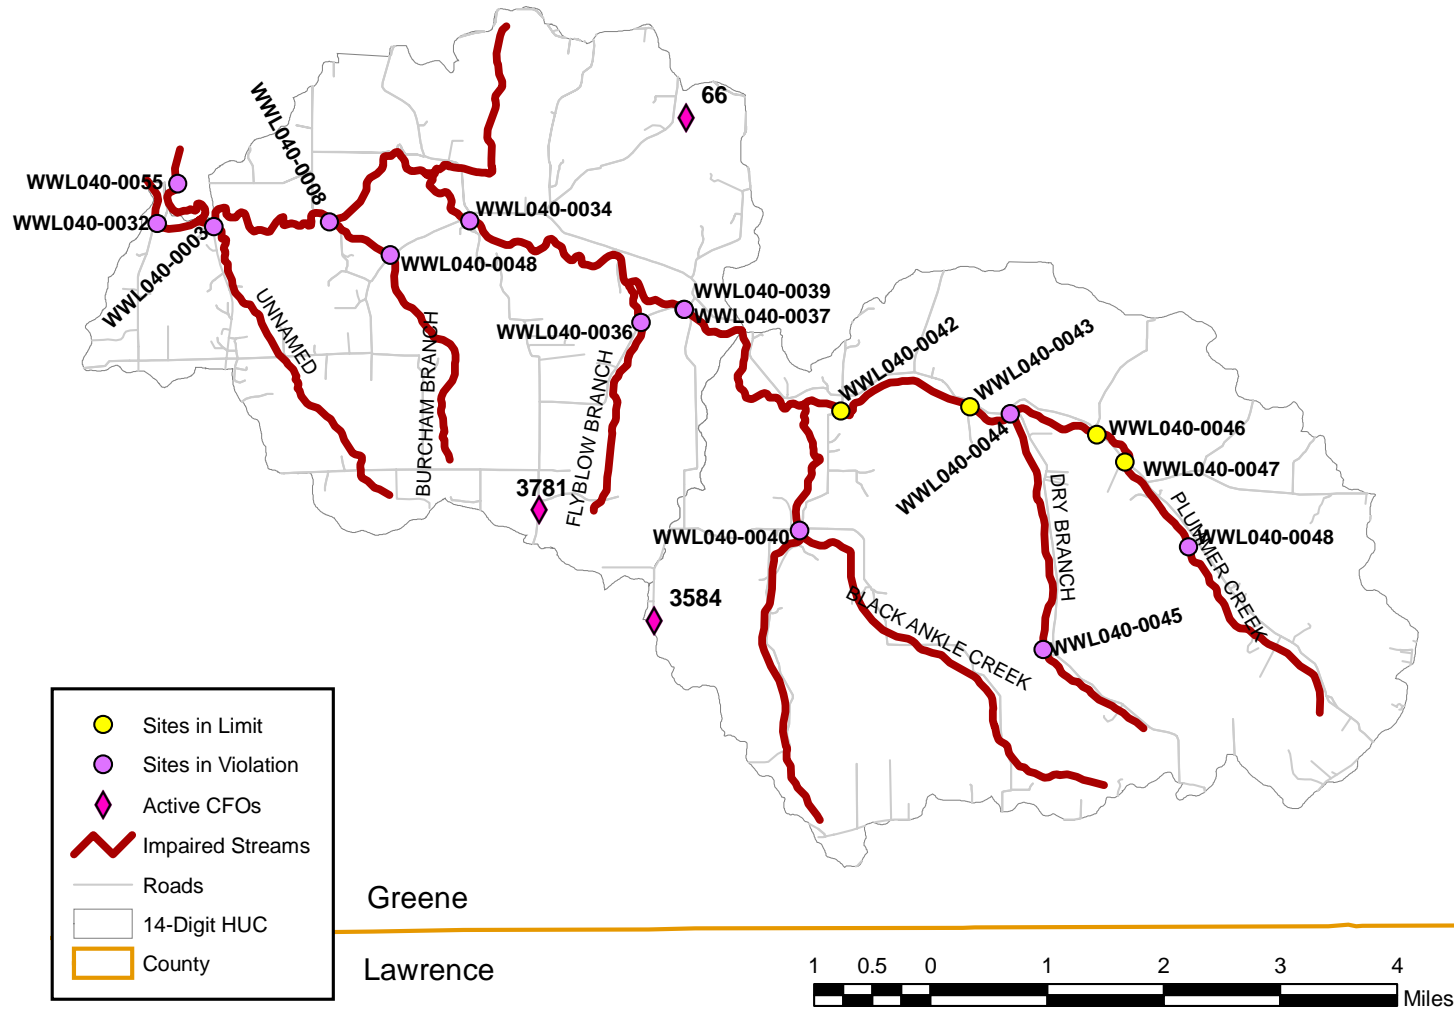 66
WWL040-0008
WWL040-0055
WWL040-0032
WWL040-0003
WWL040-0034
WWL040-0048
WWL040-0039
WWL040-0037
WWL040-0036
UNNAMED
BURCHAM BRANCH
FLYBLOW BRANCH
WWL040-0042
WWL040-0043
WWL040-0044
WWL040-0046
WWL040-0047
3781
DRY BRANCH
PLUMMER CREEK
WWL040-0048
WWL040-0040
3584
BLACK ANKLE CREEK
WWL040-0045
Sites in Limit
Sites in Violation
Active CFOs
Impaired Streams
Roads
14-Digit HUC
County
Greene
Lawrence
1 0.5 0 1 2 3 4
Miles